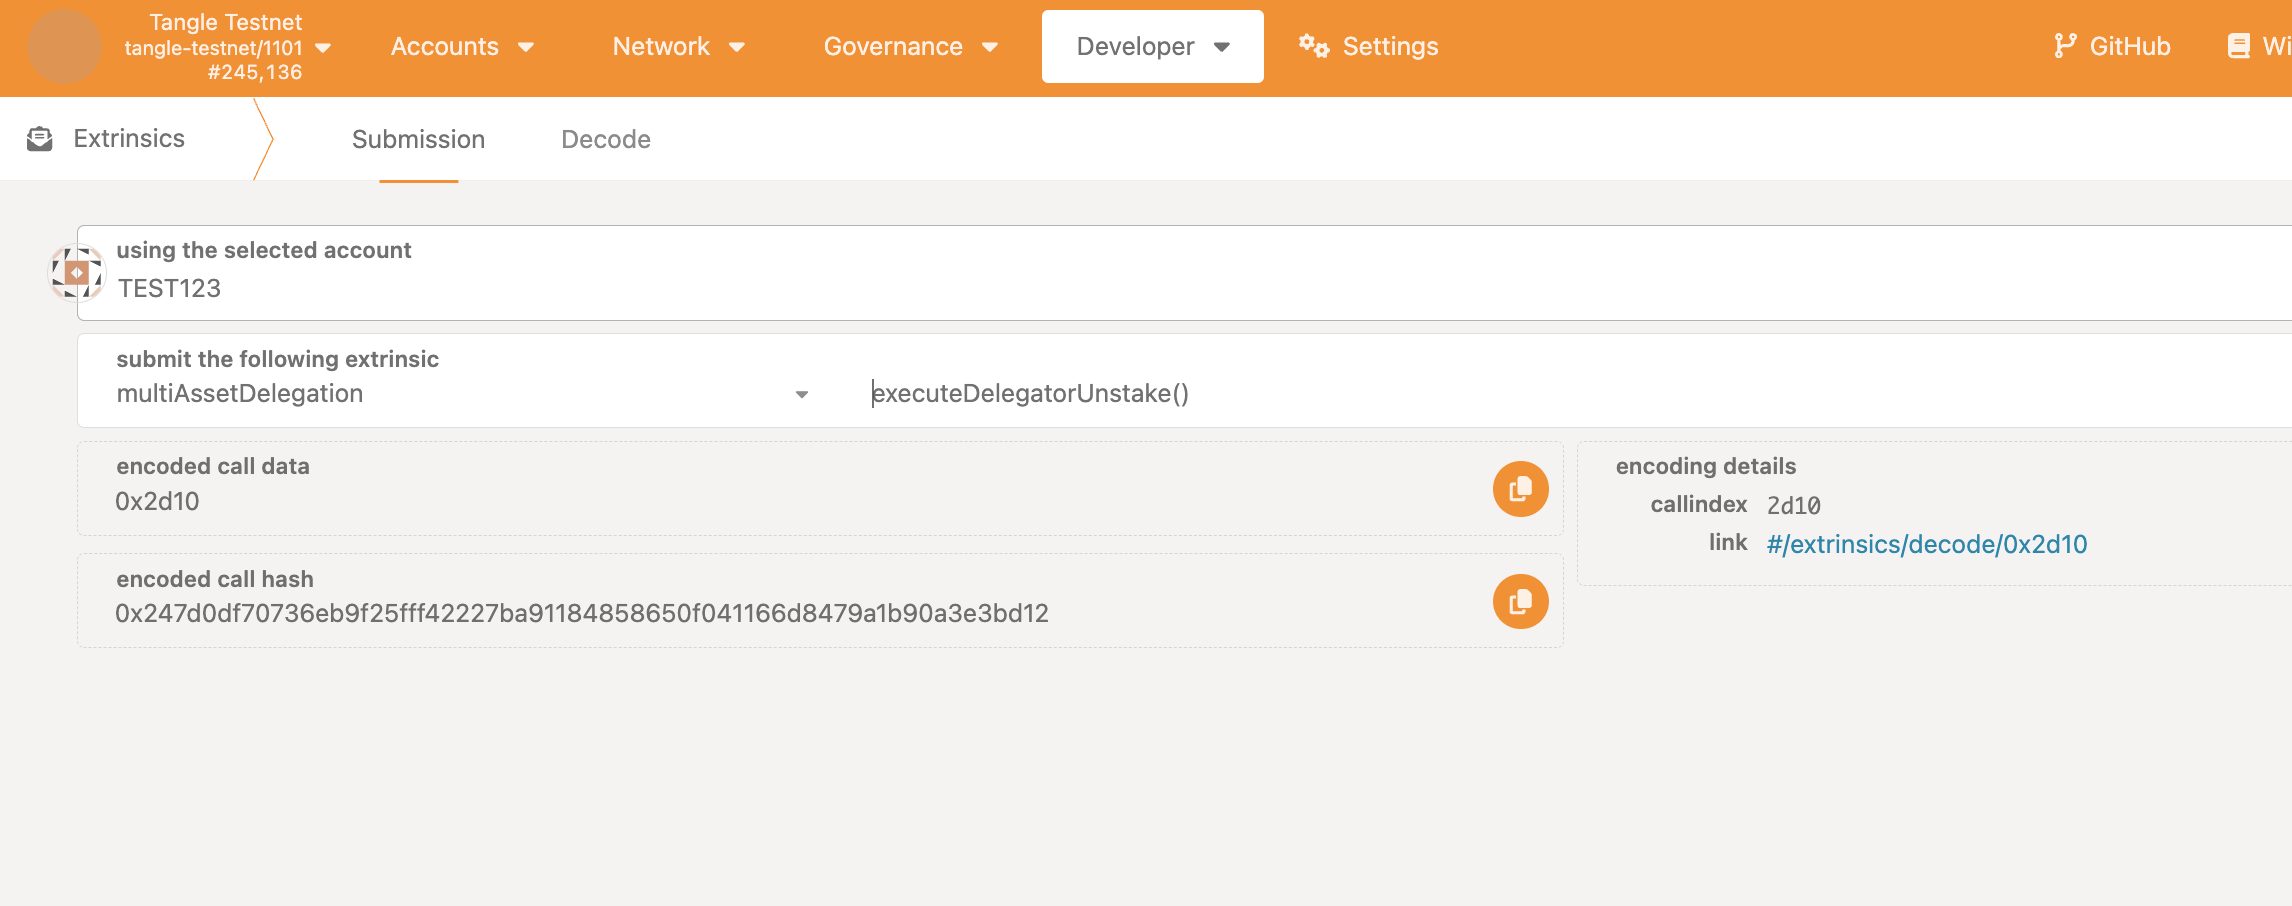 Tangle Testnet
tangle-testnet/1101
#245,136
Accounts
Network
Governance
Developer
Settings
GitHub
Wi
Extrinsics
Submission
Decode
using the selected account
TEST123
submit the following extrinsic
multiAssetDelegation
executeDelegatorUnstake()
encoded call data
0x2d10
encoding details
callindex 2d10
link #/extrinsics/decode/0x2d10
encoded call hash
0x247d0df70736eb9f25fff42227ba91184858650f041166d8479a1b90a3e3bd12